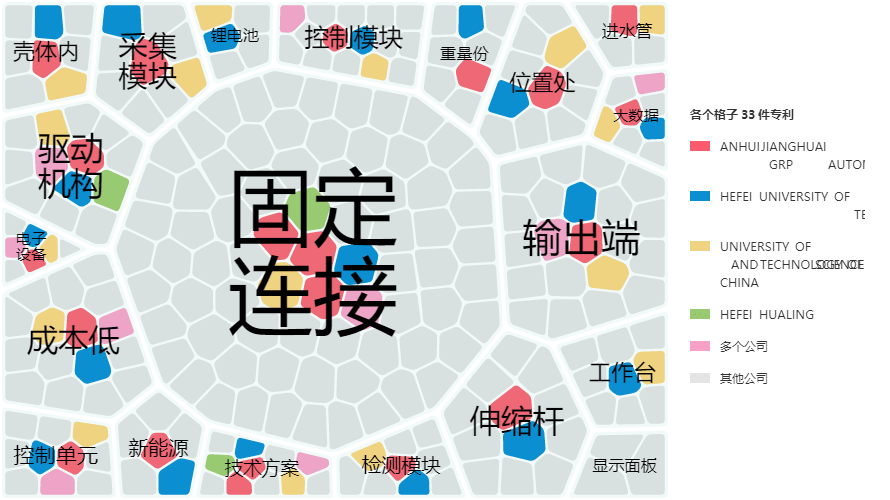 壳体内
采集
模块
锂电池
控制模块
重量份
位置处
进水管
大数据
驱动
机构
固定
连接
输出端
电子
设备
成本低
工作台
伸缩杆
控制单元
新能源
技术方案
检测模块
显示面板
各个格子 33 件专利
ANHUIJIANGHUAI
GRP
HEFEI UNIVERSITY OF
UNIVERSITY OF
AND TECHNOLOGY OF
CHINA
HEFEI HUALING
多个公司
其他公司